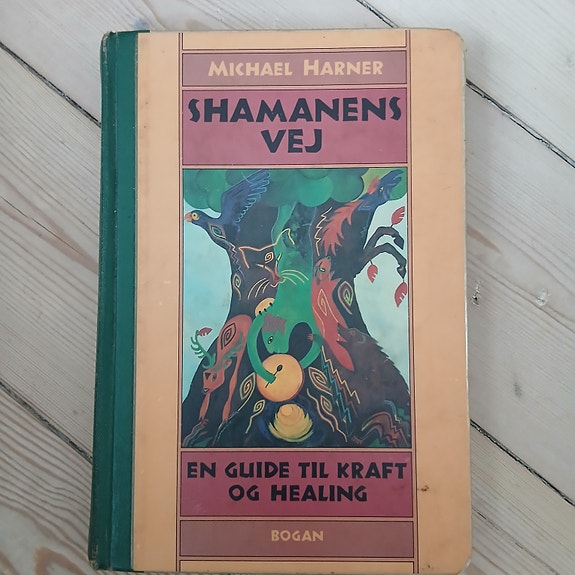 MICHAEL HARNER
SHAMANENS
VEJ
EN GUIDE TIL KRAFT
OG HEALING
BOGAN